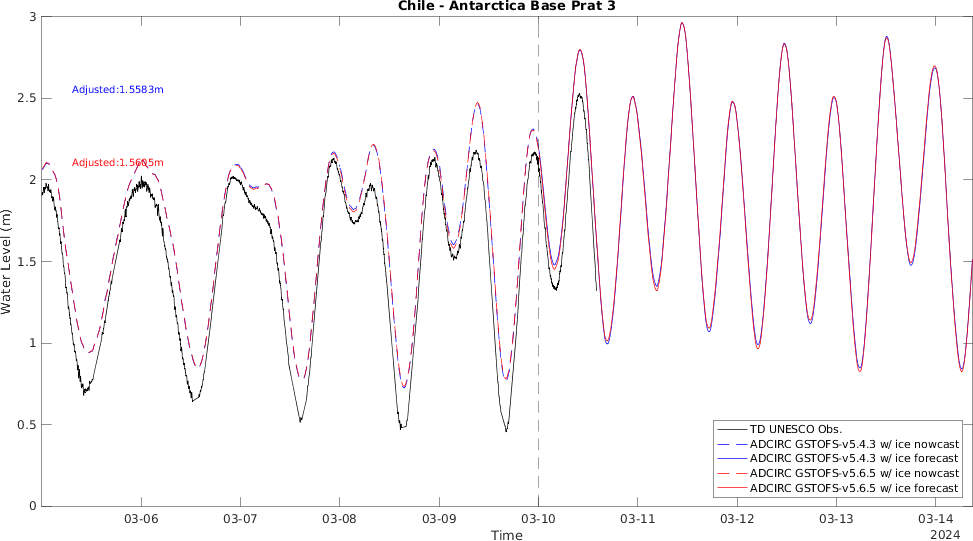 Chile - Antarctica Base Prat 3
3
2.5
2
1.5
1
0.5
0
Water Level (m)
Adjusted:1.5583m
Adjusted:1.5605m
TD UNESCO Obs.
ADCIRC GSTOFS-v5.4.3 w/ ice nowcast
ADCIRC GSTOFS-v5.4.3 w/ ice forecast
ADCIRC GSTOFS-v5.6.5 w/ ice nowcast
ADCIRC GSTOFS-v5.6.5 w/ ice forecast
03-06 03-07 03-08 03-09 03-10 03-11 03-12 03-13 03-14
Time
2024